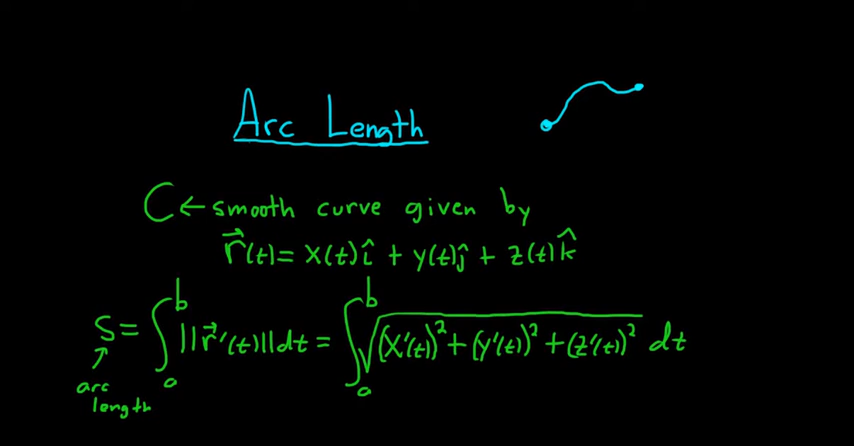 Arc Length
C ← smooth curve given by
r⃗(t) = x(t)î + y(t)ĵ + z(t)k̂
S = ∫ₐᵇ ||r⃗'(t)|| dt = ∫ₐᵇ √((x'(t))² + (y'(t))² + (z'(t))²) dt
arc
length